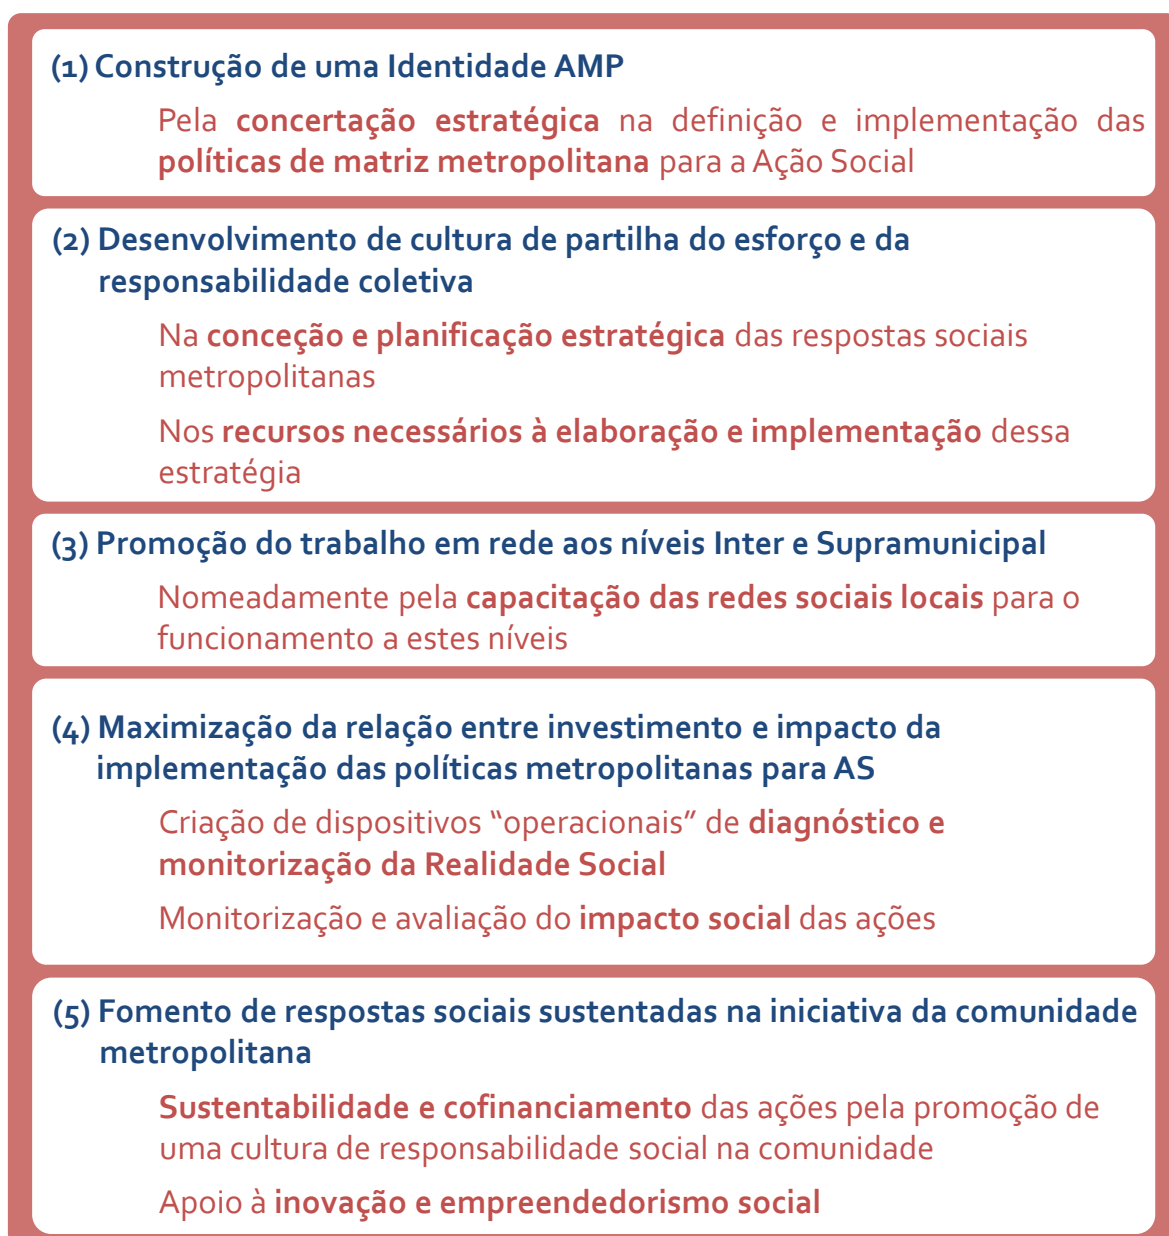 (1) Construção de uma Identidade AMP
Pela concertação estratégica na definição e implementação das
políticas de matriz metropolitana para a Ação Social
(2) Desenvolvimento de cultura de partilha do esforço e da
responsabilidade coletiva
Na conceção e planificação estratégica das respostas sociais
metropolitanas
Nos recursos necessários à elaboração e implementação dessa
estratégia
(3) Promoção do trabalho em rede aos níveis Inter e Supramunicipal
Nomeadamente pela capacitação das redes sociais locais para o
funcionamento a estes níveis
(4) Maximização da relação entre investimento e impacto da
implementação das políticas metropolitanas para AS
Criação de dispositivos “operacionais” de diagnóstico e
monitorização da Realidade Social
Monitorização e avaliação do impacto social das ações
(5) Fomento de respostas sociais sustentadas na iniciativa da comunidade
metropolitana
Sustentabilidade e cofinanciamento das ações pela promoção de
uma cultura de responsabilidade social na comunidade
Apoio à inovação e empreendedorismo social